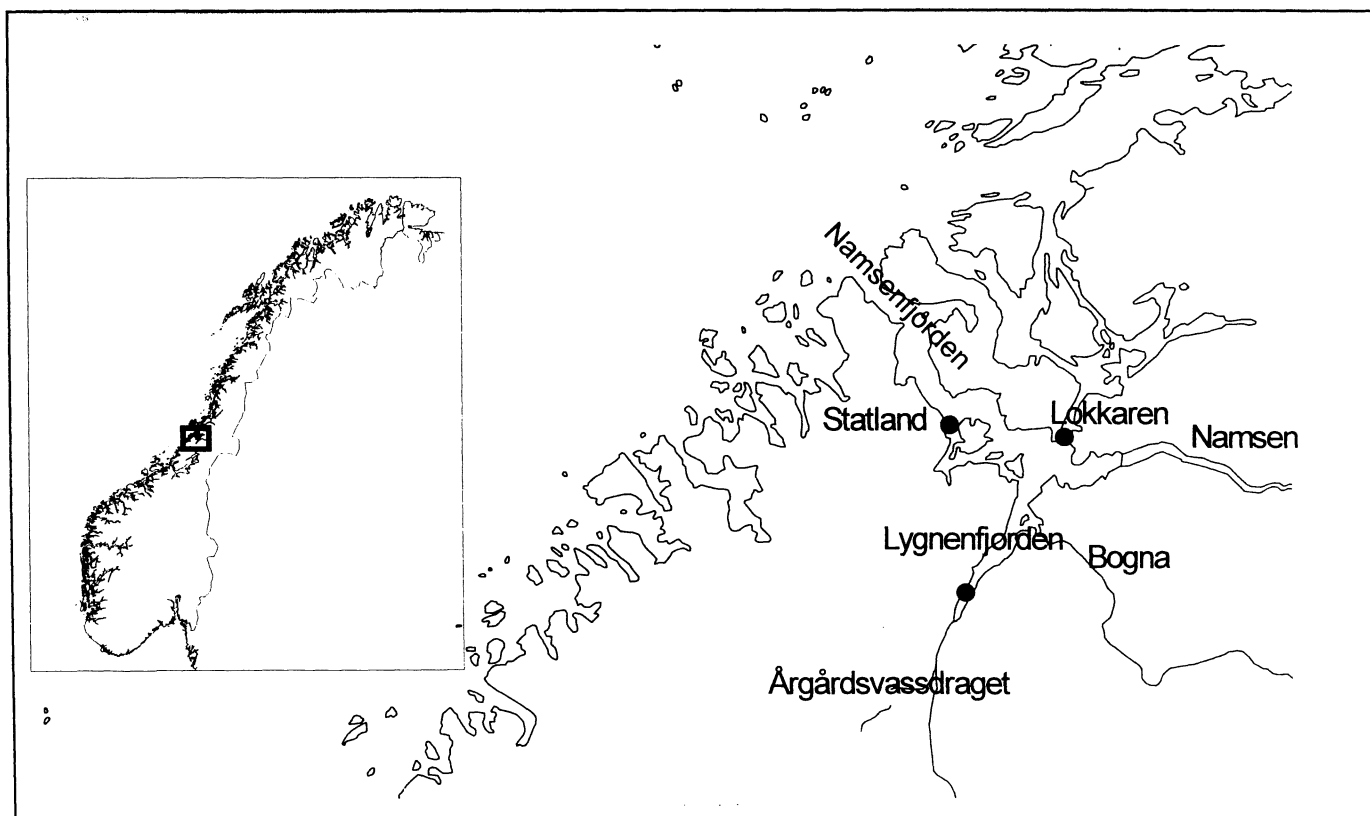 Namsenfjorden
Statland
Lokkaren
Namsen
Lygnenfjorden
Bogna
Årgårdsvassdraget